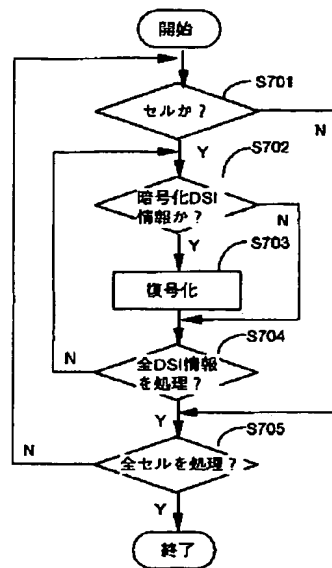 開始
S701
セルか？
N
Y
S702
暗号化DSI
情報か？
N
Y
S703
復号化
S704
全DSI情報
を処理？
N
Y
S705
N
全セルを処理？
Y
終了